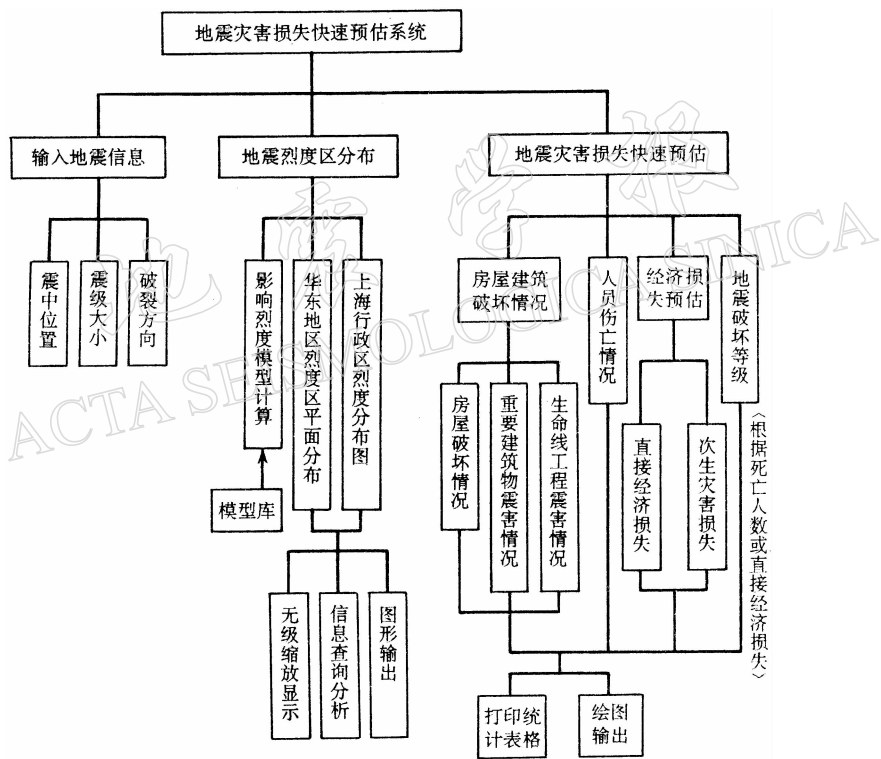 地震灾害损失快速预估系统
输入地震信息
地震烈度区分布
地震灾害损失快速预估
震中位置
震级大小
破裂方向
影响烈度模型计算
华东地区烈度区平面分布
上海行政区烈度分布图
模型库
无级缩放显示
信息查询分析
图形输出
房屋建筑
破坏情况
人员伤亡情况
经济损
失预估
地震破坏等级
〈根据死亡人数或直接经济损失〉
房屋破坏情况
重要建筑物震害情况
生命线工程震害情况
直接经济损失
次生灾害损失
打印统
计表格
绘图
输出
地震学报
ACTA SEISMOLOGICA SINICA